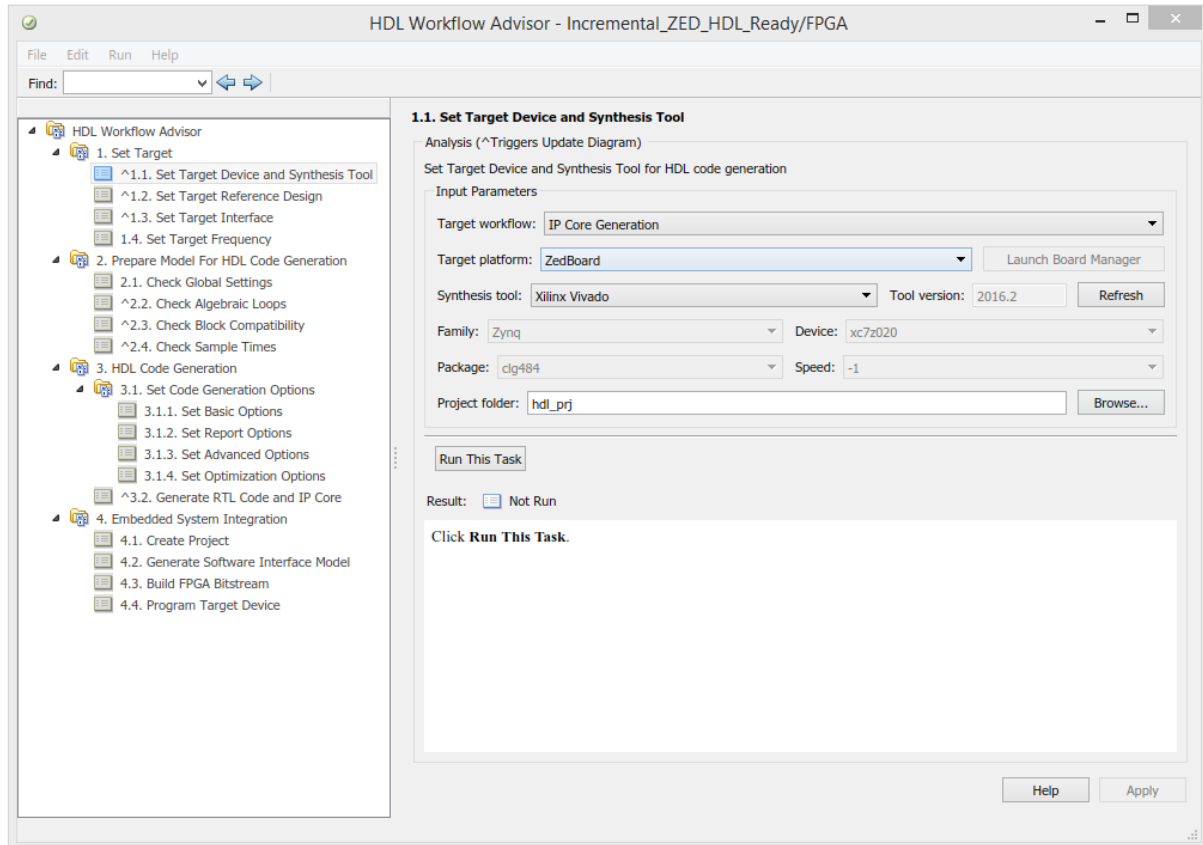 HDL Workflow Advisor - Incremental_ZED_HDL_Ready/FPGA
File Edit Run Help
Find:
HDL Workflow Advisor
1. Set Target
^1.1. Set Target Device and Synthesis Tool
^1.2. Set Target Reference Design
^1.3. Set Target Interface
1.4. Set Target Frequency
2. Prepare Model For HDL Code Generation
2.1. Check Global Settings
^2.2. Check Algebraic Loops
^2.3. Check Block Compatibility
^2.4. Check Sample Times
3. HDL Code Generation
3.1. Set Code Generation Options
3.1.1. Set Basic Options
3.1.2. Set Report Options
3.1.3. Set Advanced Options
3.1.4. Set Optimization Options
^3.2. Generate RTL Code and IP Core
4. Embedded System Integration
4.1. Create Project
4.2. Generate Software Interface Model
4.3. Build FPGA Bitstream
4.4. Program Target Device
1.1. Set Target Device and Synthesis Tool
Analysis (^Triggers Update Diagram)
Set Target Device and Synthesis Tool for HDL code generation
Input Parameters
Target workflow: IP Core Generation
Target platform: ZedBoard Launch Board Manager
Synthesis tool: Xilinx Vivado Tool version: 2016.2 Refresh
Family: Zynq Device: xc7z020
Package: clg484 Speed: -1
Project folder: hdl_prj Browse...
Run This Task
Result: Not Run
Click Run This Task.
Help Apply